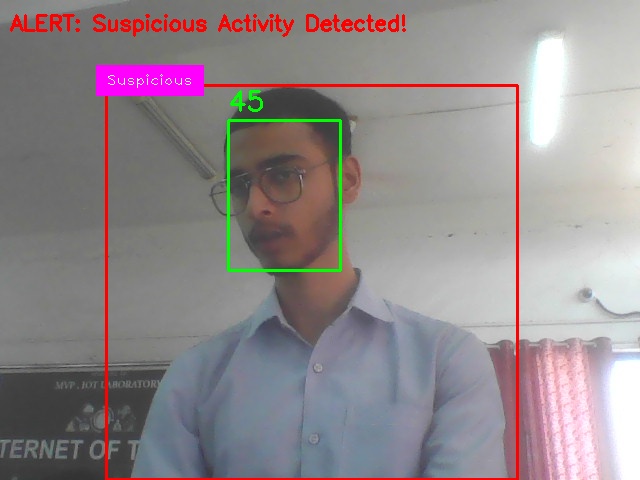 ALERT: Suspicious Activity Detected!
Suspicious
45
MVP . IOT LABORATORY
TERNET OF T